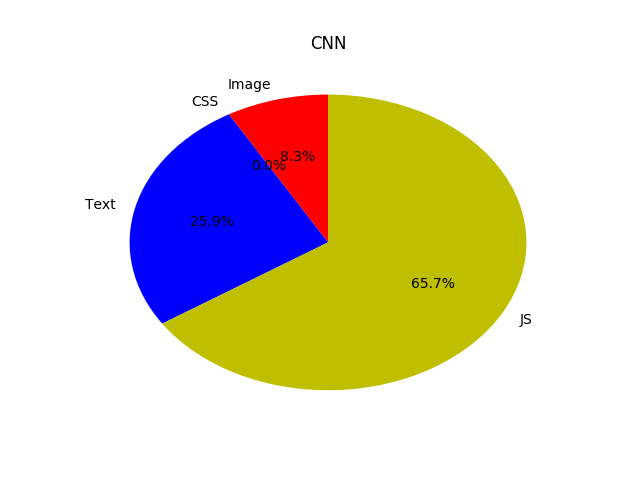 CNN
Image
CSS
8.3%
0.0%
Text
25.9%
65.7%
JS